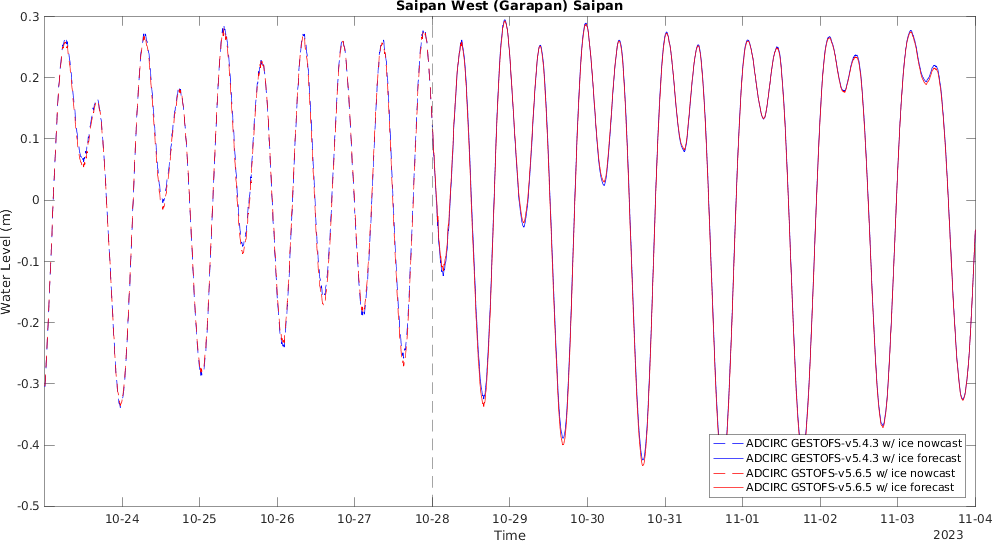 Saipan West (Garapan) Saipan
0.3
0.2
0.1
0
-0.1
-0.2
-0.3
-0.4
-0.5
Water Level (m)
ADCIRC GESTOFS-v5.4.3 w/ ice nowcast
ADCIRC GESTOFS-v5.4.3 w/ ice forecast
ADCIRC GSTOFS-v5.6.5 w/ ice nowcast
ADCIRC GSTOFS-v5.6.5 w/ ice forecast
10-24 10-25 10-26 10-27 10-28 10-29 10-30 10-31 11-01 11-02 11-03 11-04
Time
2023